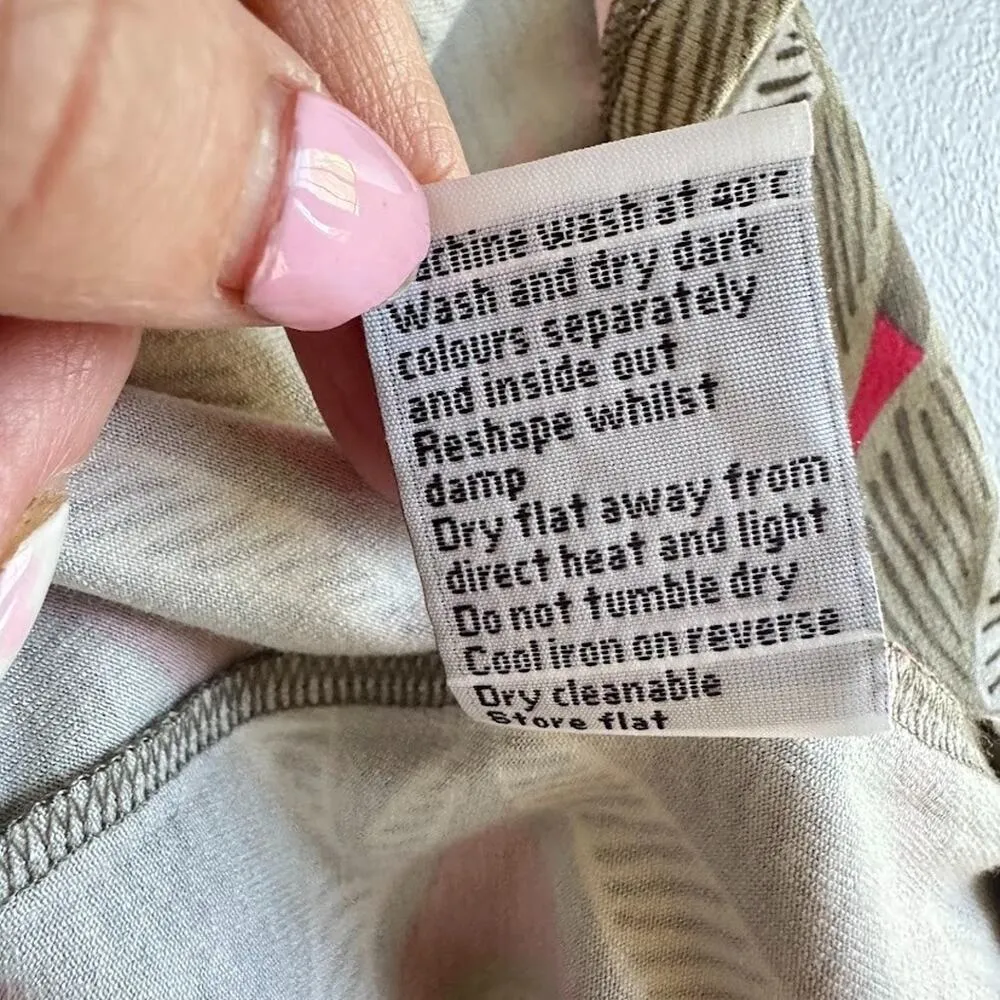 achine wash at 40°C
Wash and dry dark
colours separately
and inside out
Reshape whilst
damp
Dry flat away from
direct heat and light
Do not tumble dry
Cool iron on reverse
Dry cleanable
Store flat